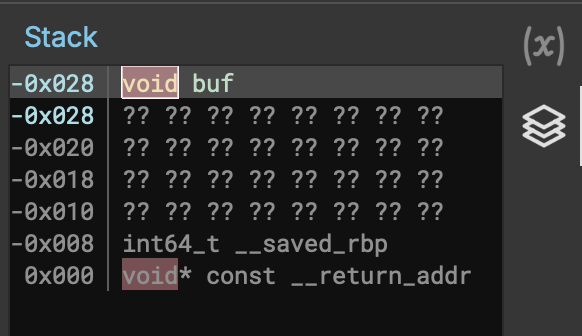 Stack
(x)
-0x028 void buf
-0x028 ?? ?? ?? ?? ?? ?? ?? ??
-0x020 ?? ?? ?? ?? ?? ?? ?? ??
-0x018 ?? ?? ?? ?? ?? ?? ?? ??
-0x010 ?? ?? ?? ?? ?? ?? ?? ??
-0x008 int64_t __saved_rbp
0x000 void* const __return_addr